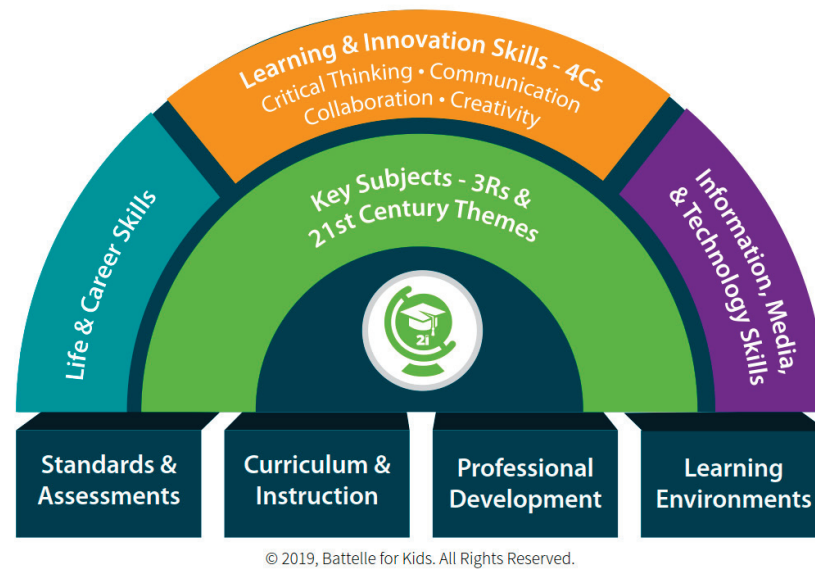 Learning & Innovation Skills - 4Cs
Critical Thinking • Communication
Collaboration • Creativity
Life & Career Skills
Key Subjects - 3Rs &
21st Century Themes
Information, Media,
& Technology Skills
2i
Standards &
Assessments
Curriculum &
Instruction
Professional
Development
Learning
Environments
© 2019, Battelle for Kids. All Rights Reserved.